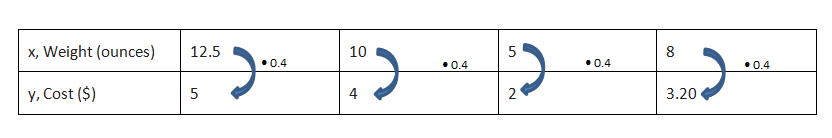 x, Weight (ounces) 12.5 • 0.4 10 • 0.4 5 • 0.4 8 • 0.4
y, Cost ($) 5 4 2 3.20